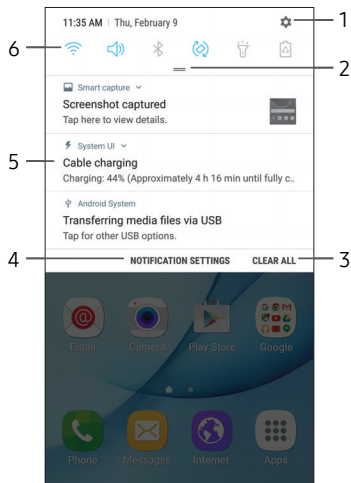 11:35 AM | Thu, February 9
1
6
2
Smart capture
Screenshot captured
Tap here to view details.
System UI
5
Cable charging
Charging: 44% (Approximately 4 h 16 min until fully c..
Android System
Transferring media files via USB
Tap for other USB options.
4
NOTIFICATION SETTINGS CLEAR ALL
3
Email Camera Play Store Google
Phone Messages Internet Apps